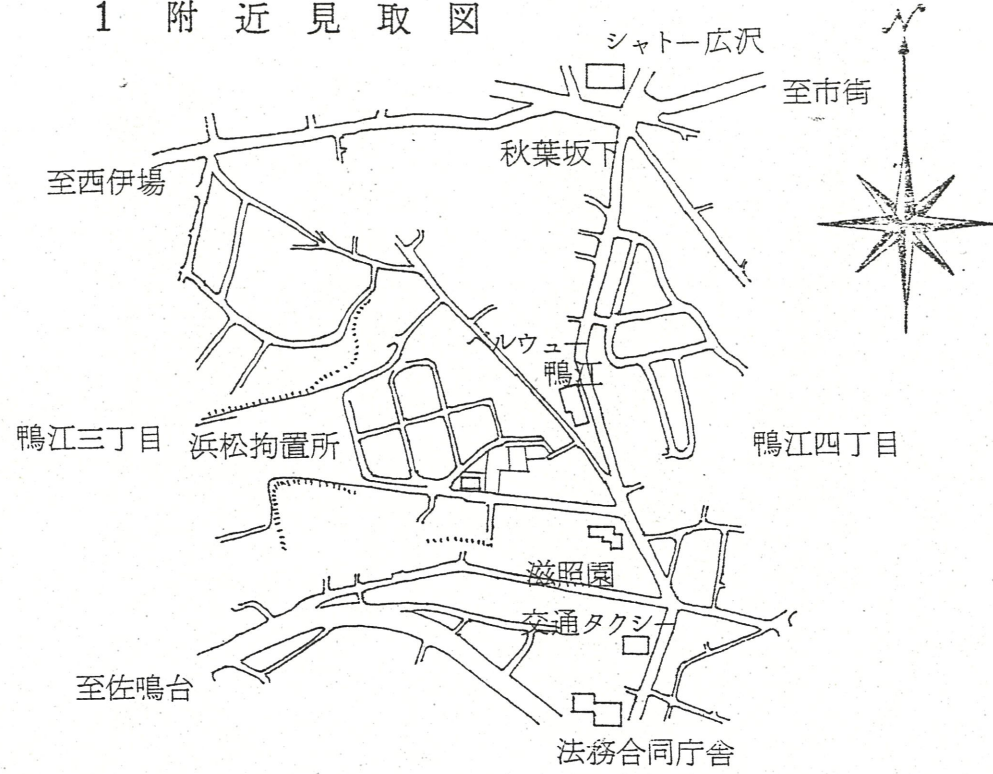 1 附近見取図
シャトー広沢
N
至市街
秋葉坂下
至西伊場
ベルウュー
鴨江
鴨江三丁目
浜松拘置所
鴨江四丁目
滋照園
交通タクシー
至佐鳴台
法務合同庁舎